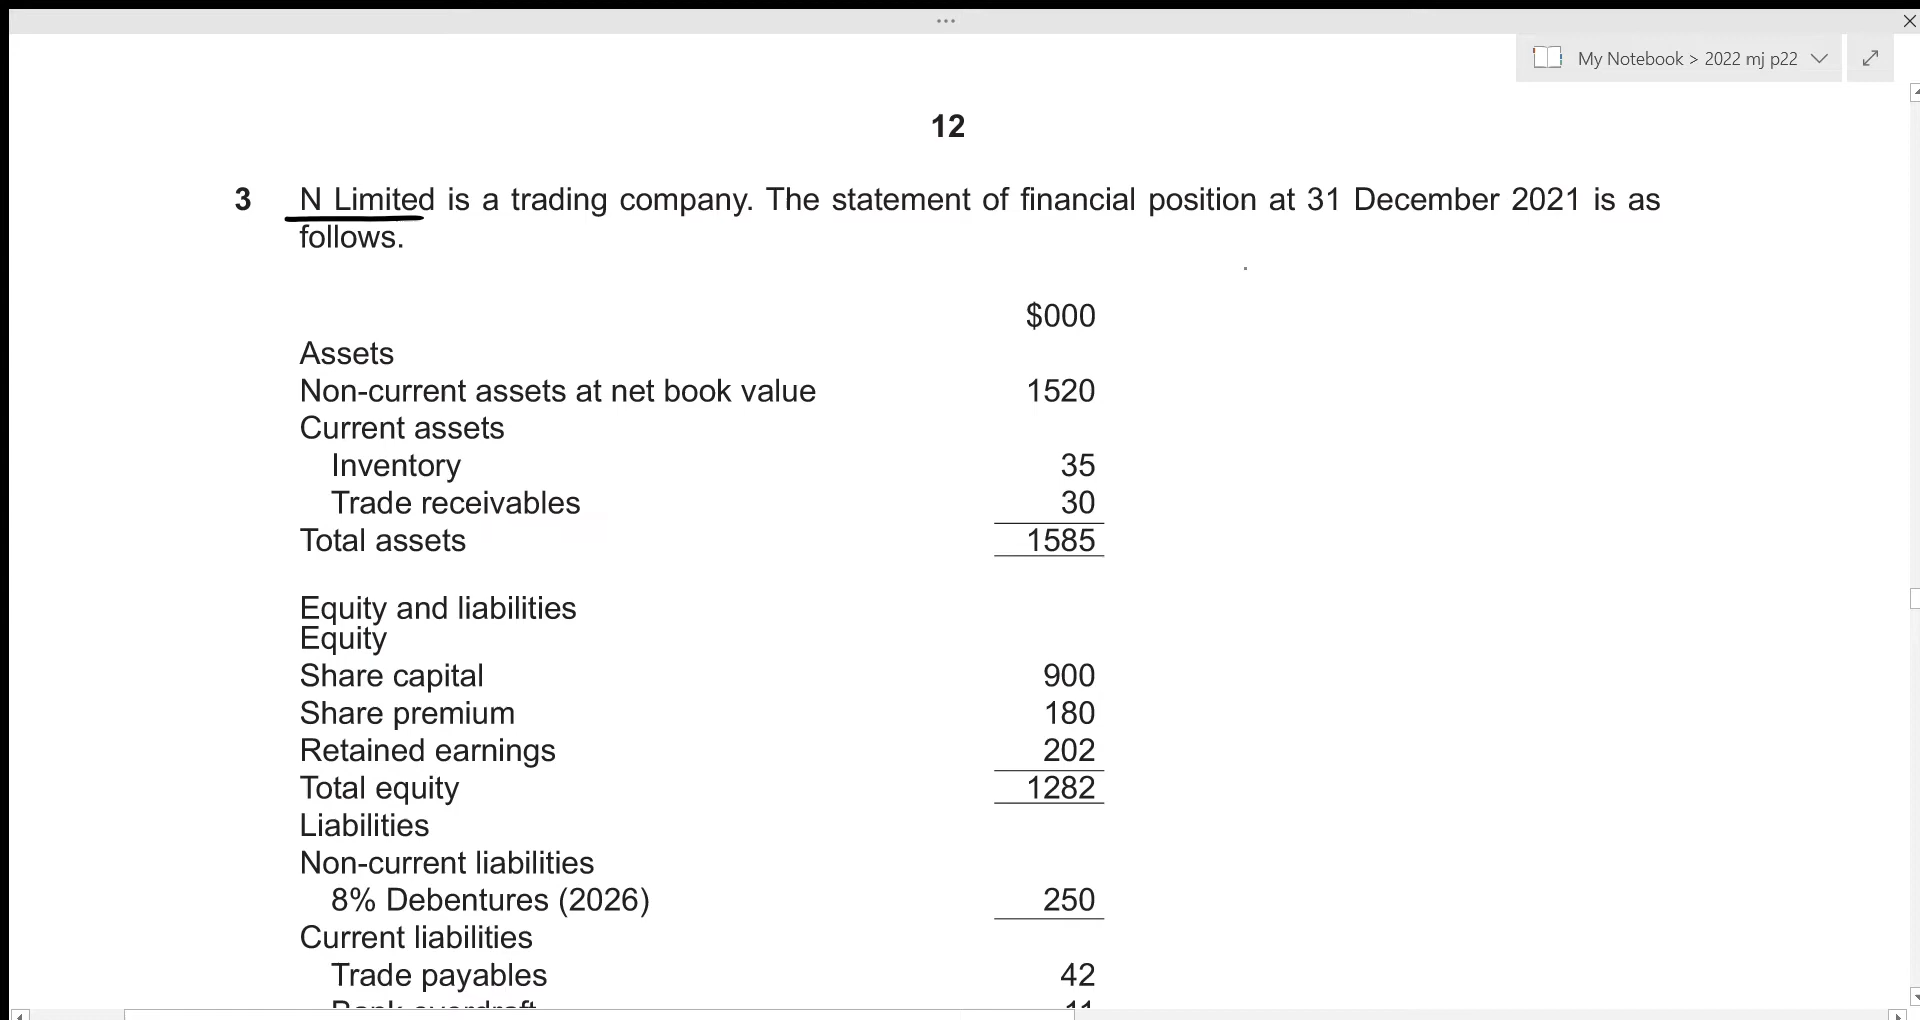 My Notebook > 2022 mj p22
12
3 N Limited is a trading company. The statement of financial position at 31 December 2021 is as
follows.
$000
Assets
Non-current assets at net book value 1520
Current assets
Inventory 35
Trade receivables 30
Total assets 1585
Equity and liabilities
Equity
Share capital 900
Share premium 180
Retained earnings 202
Total equity 1282
Liabilities
Non-current liabilities
8% Debentures (2026) 250
Current liabilities
Trade payables 42
Bank overdraft 11